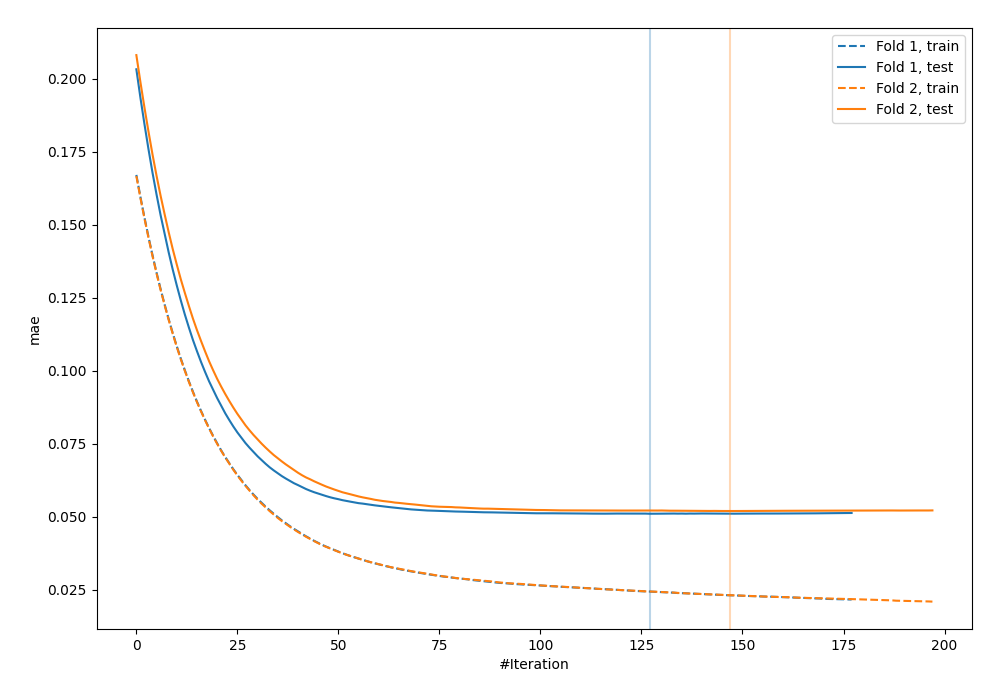 Fold 1, train
Fold 1, test
Fold 2, train
Fold 2, test
0.200
0.175
0.150
0.125
0.100
0.075
0.050
0.025
mae
0
25
50
75
100
125
150
175
200
#Iteration